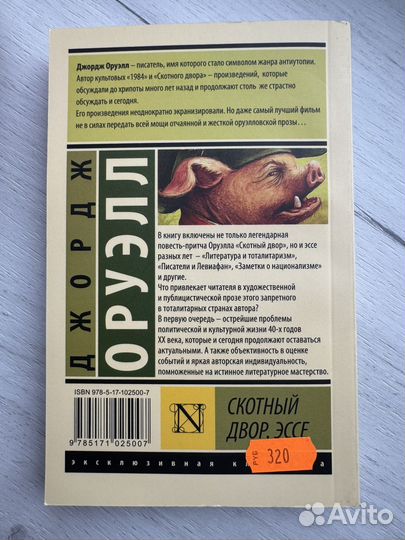 Джордж Оруэлл – писатель, имя которого стало символом жанра антиутопии.
Автор культовых «1984» и «Скотного двора» – произведений, которые
обсуждали до хрипоты много лет назад и продолжают столь же страстно
обсуждать и сегодня.
Его произведения неоднократно экранизировали. Но даже самый лучший фильм
не в силах передать всей мощи отчаянной и жесткой оруэлловской прозы…
ДЖОРДЖ
ОРУЭЛЛ
В книгу включены не только легендарная
повесть-притча Оруэлла «Скотный двор», но и эссе
разных лет – «Литература и тоталитаризм»,
«Писатели и Левиафан», «Заметки о национализме»
и другие.
Что привлекает читателя в художественной
и публицистической прозе этого запретного
в тоталитарных странах автора?
В первую очередь – острейшие проблемы
политической и культурной жизни 40-х годов
XX века, которые и сегодня продолжают оставаться
актуальными. А также объективность в оценке
событий и яркая авторская индивидуальность,
помноженные на истинное литературное мастерство.
ISBN 978-5-17-102500-7
9 785171 025007
N
СКОТНЫЙ
ДВОР. ЭССЕ
РУБ 320
эксклюзивная
Avito